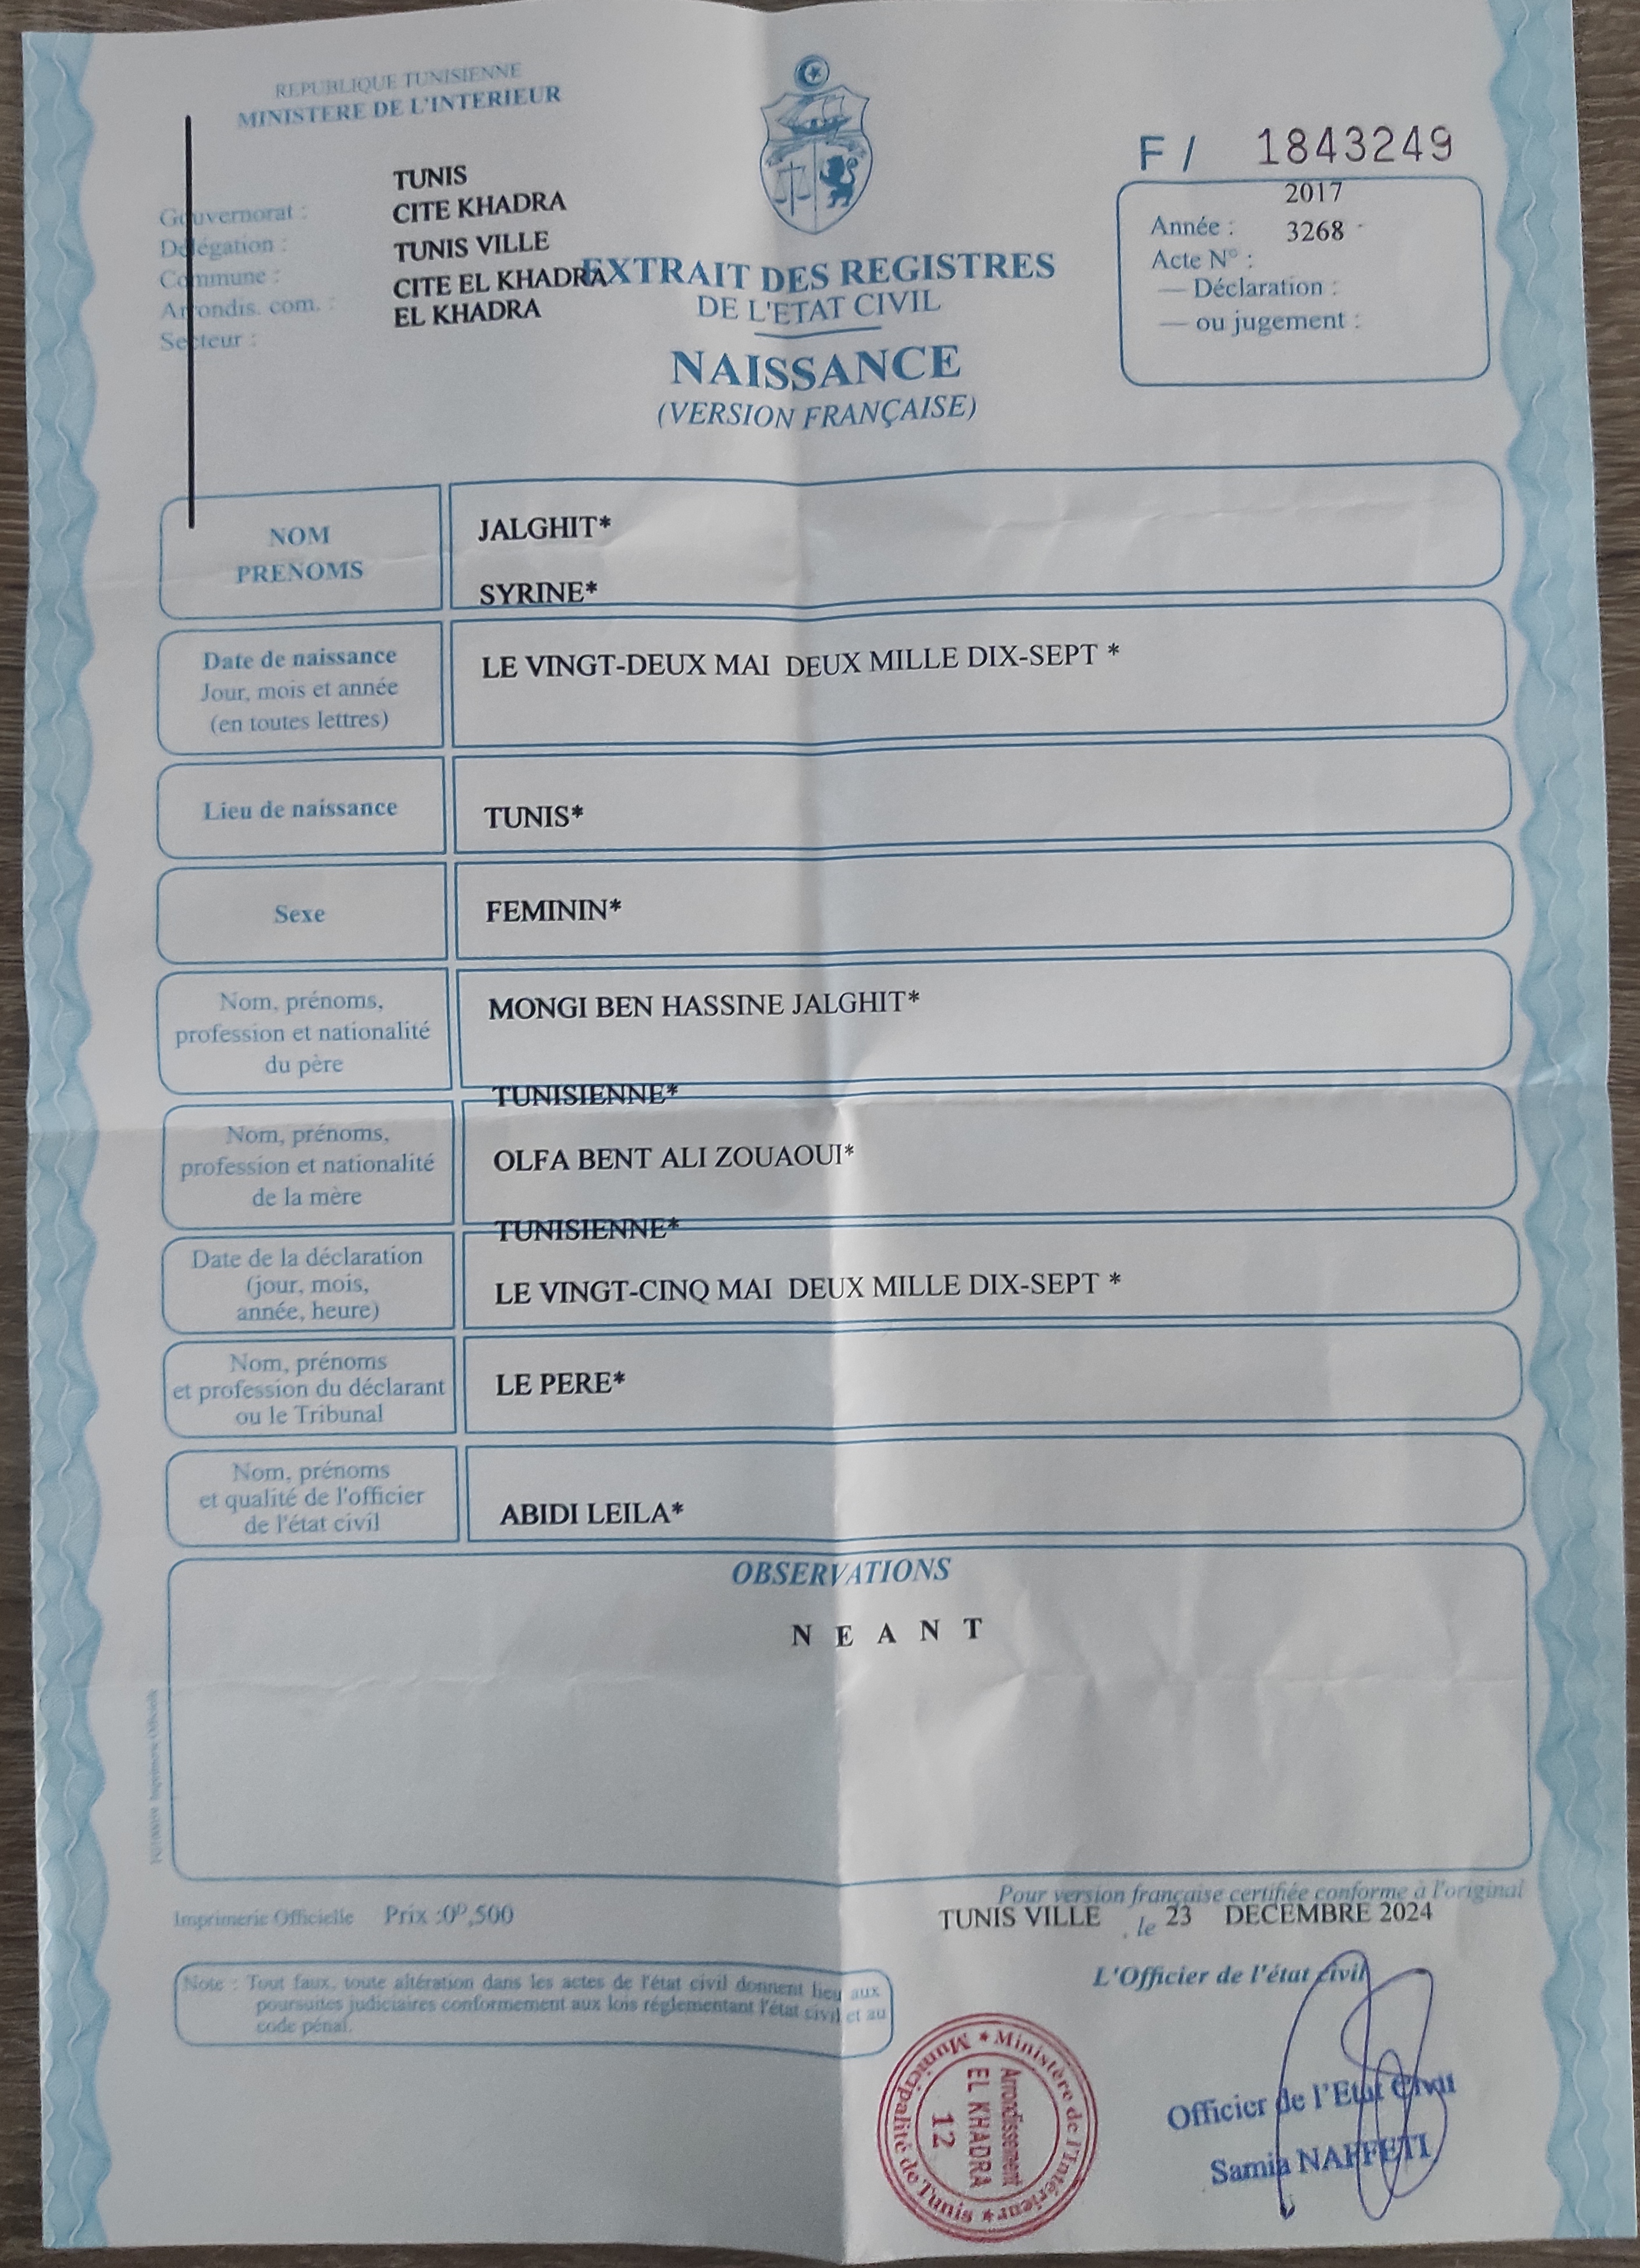 REPUBLIQUE TUNISIENNE
MINISTERE DE L'INTERIEUR
F / 1843249
TUNIS
Gouvernorat : CITE KHADRA
Délégation : TUNIS VILLE
Commune : CITE EL KHADRA
Arrondis. com. : EL KHADRA
Secteur :
2017
Année : 3268
Acte N° :
— Déclaration :
— ou jugement :
EXTRAIT DES REGISTRES
DE L'ETAT CIVIL
NAISSANCE
(VERSION FRANÇAISE)
NOM
PRENOMS
JALGHIT*
SYRINE*
Date de naissance
Jour, mois et année
(en toutes lettres)
LE VINGT-DEUX MAI DEUX MILLE DIX-SEPT *
Lieu de naissance
TUNIS*
Sexe
FEMININ*
Nom, prénoms,
profession et nationalité
du père
MONGI BEN HASSINE JALGHIT*
TUNISIENNE*
Nom, prénoms,
profession et nationalité
de la mère
OLFA BENT ALI ZOUAOUI*
TUNISIENNE*
Date de la déclaration
(jour, mois,
année, heure)
LE VINGT-CINQ MAI DEUX MILLE DIX-SEPT *
Nom, prénoms
et profession du déclarant
ou le Tribunal
LE PERE*
Nom, prénoms
et qualité de l'officier
de l'état civil
ABIDI LEILA*
OBSERVATIONS
N E A N T
Imprimerie Officielle Prix :0ᴰ,500
Pour version française certifiée conforme à l'original
TUNIS VILLE , le 23 DECEMBRE 2024
L'Officier de l'état civil
Note : Tout faux, toute altération dans les actes de l'état civil donnent lieu aux
poursuites judiciaires conformement aux lois réglementant l'état civil et au
code pénal.
Ministère de l'Intérieur
Municipalité de Tunis
Arrondissement
EL KHADRA
12
Officier de l'Etat Civil
Samia NAFFETI